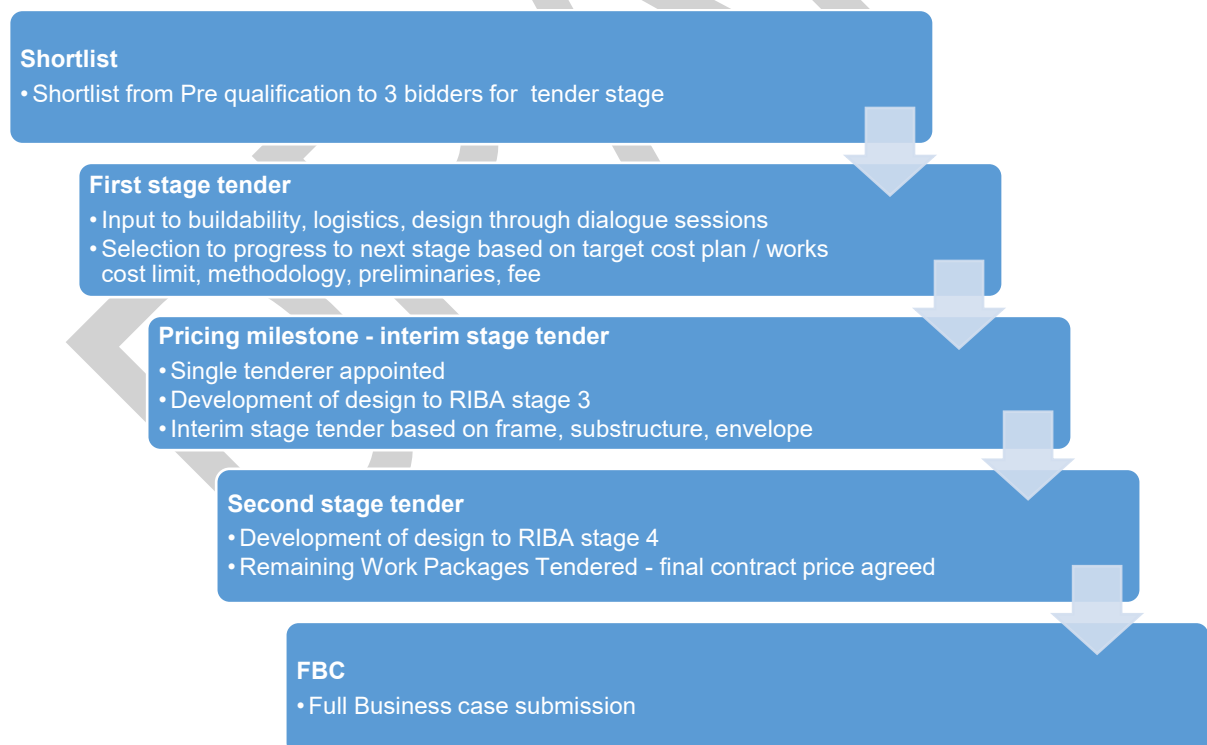 Shortlist
• Shortlist from Pre qualification to 3 bidders for tender stage
First stage tender
• Input to buildability, logistics, design through dialogue sessions
• Selection to progress to next stage based on target cost plan / works
cost limit, methodology, preliminaries, fee
Pricing milestone - interim stage tender
• Single tenderer appointed
• Development of design to RIBA stage 3
• Interim stage tender based on frame, substructure, envelope
Second stage tender
• Development of design to RIBA stage 4
• Remaining Work Packages Tendered - final contract price agreed
FBC
• Full Business case submission